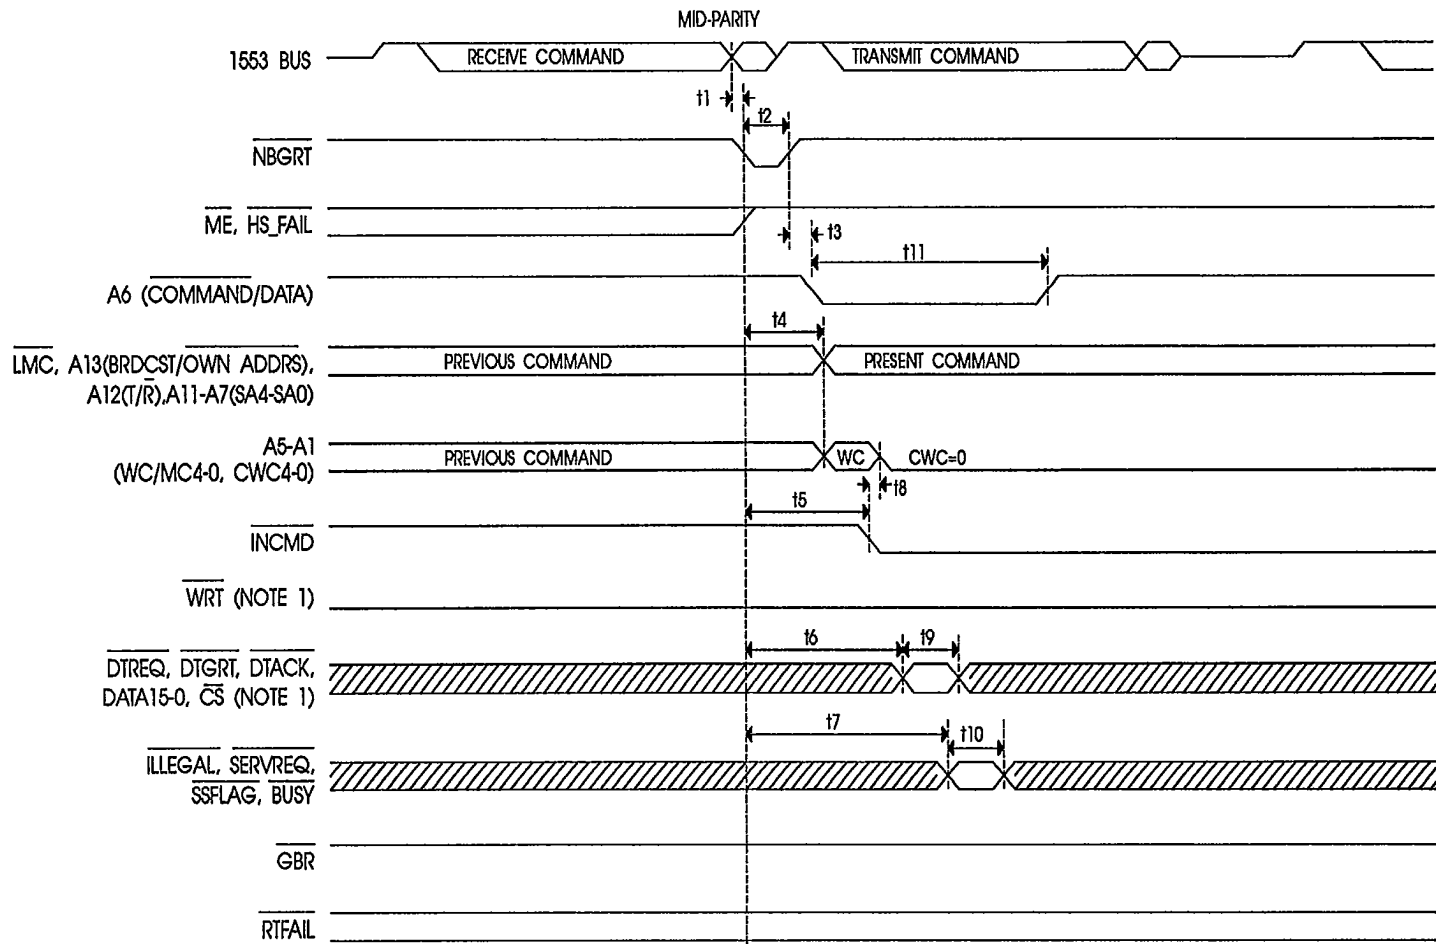 MID-PARITY
1553 BUS
RECEIVE COMMAND
TRANSMIT COMMAND
t1
t2
NBGRT
ME, HS_FAIL
t3
t11
A6 (COMMAND/DATA)
t4
LMC, A13(BRDCST/OWN ADDRS),
A12(T/R),A11-A7(SA4-SA0)
PREVIOUS COMMAND
PRESENT COMMAND
A5-A1
(WC/MC4-0, CWC4-0)
PREVIOUS COMMAND
WC
CWC=0
t8
t5
INCMD
WRT (NOTE 1)
t6
t9
DTREQ, DTGRT, DTACK,
DATA15-0, CS (NOTE 1)
t7
t10
ILLEGAL, SERVREQ,
SSFLAG, BUSY
GBR
RTFAIL